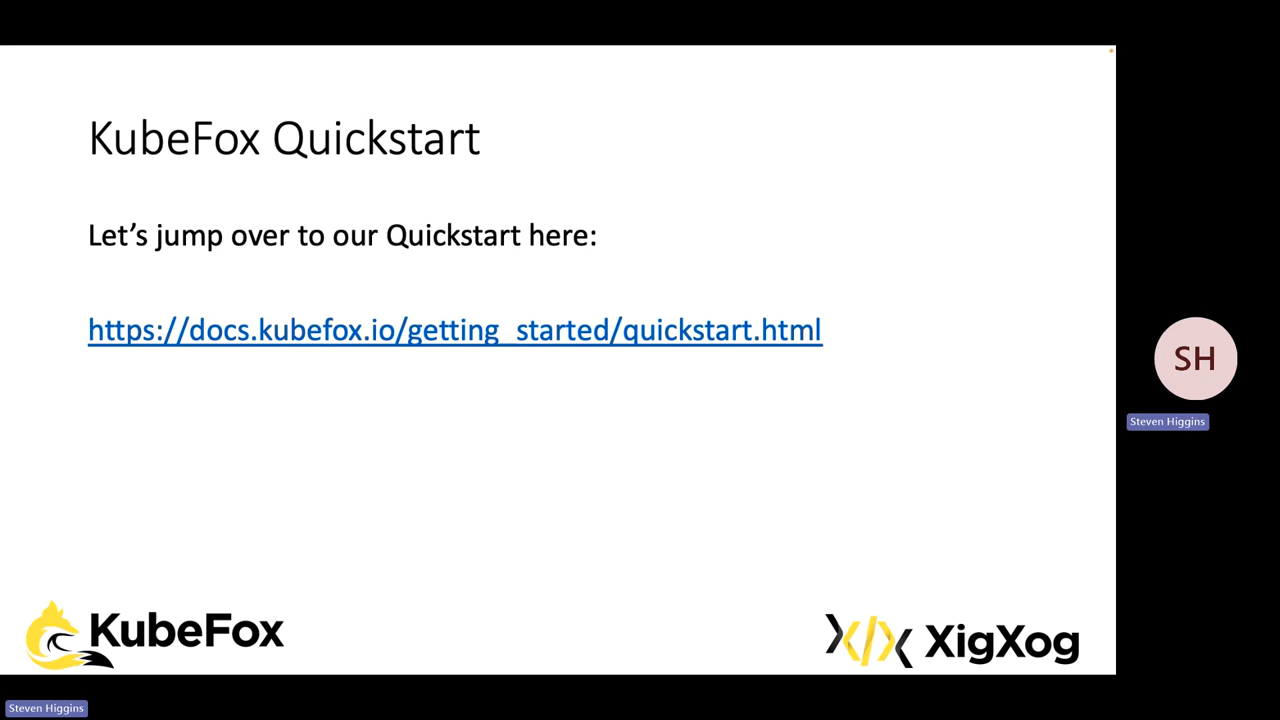 KubeFox Quickstart
Let’s jump over to our Quickstart here:
https://docs.kubefox.io/getting_started/quickstart.html
SH
Steven Higgins
KubeFox
XigXog
Steven Higgins